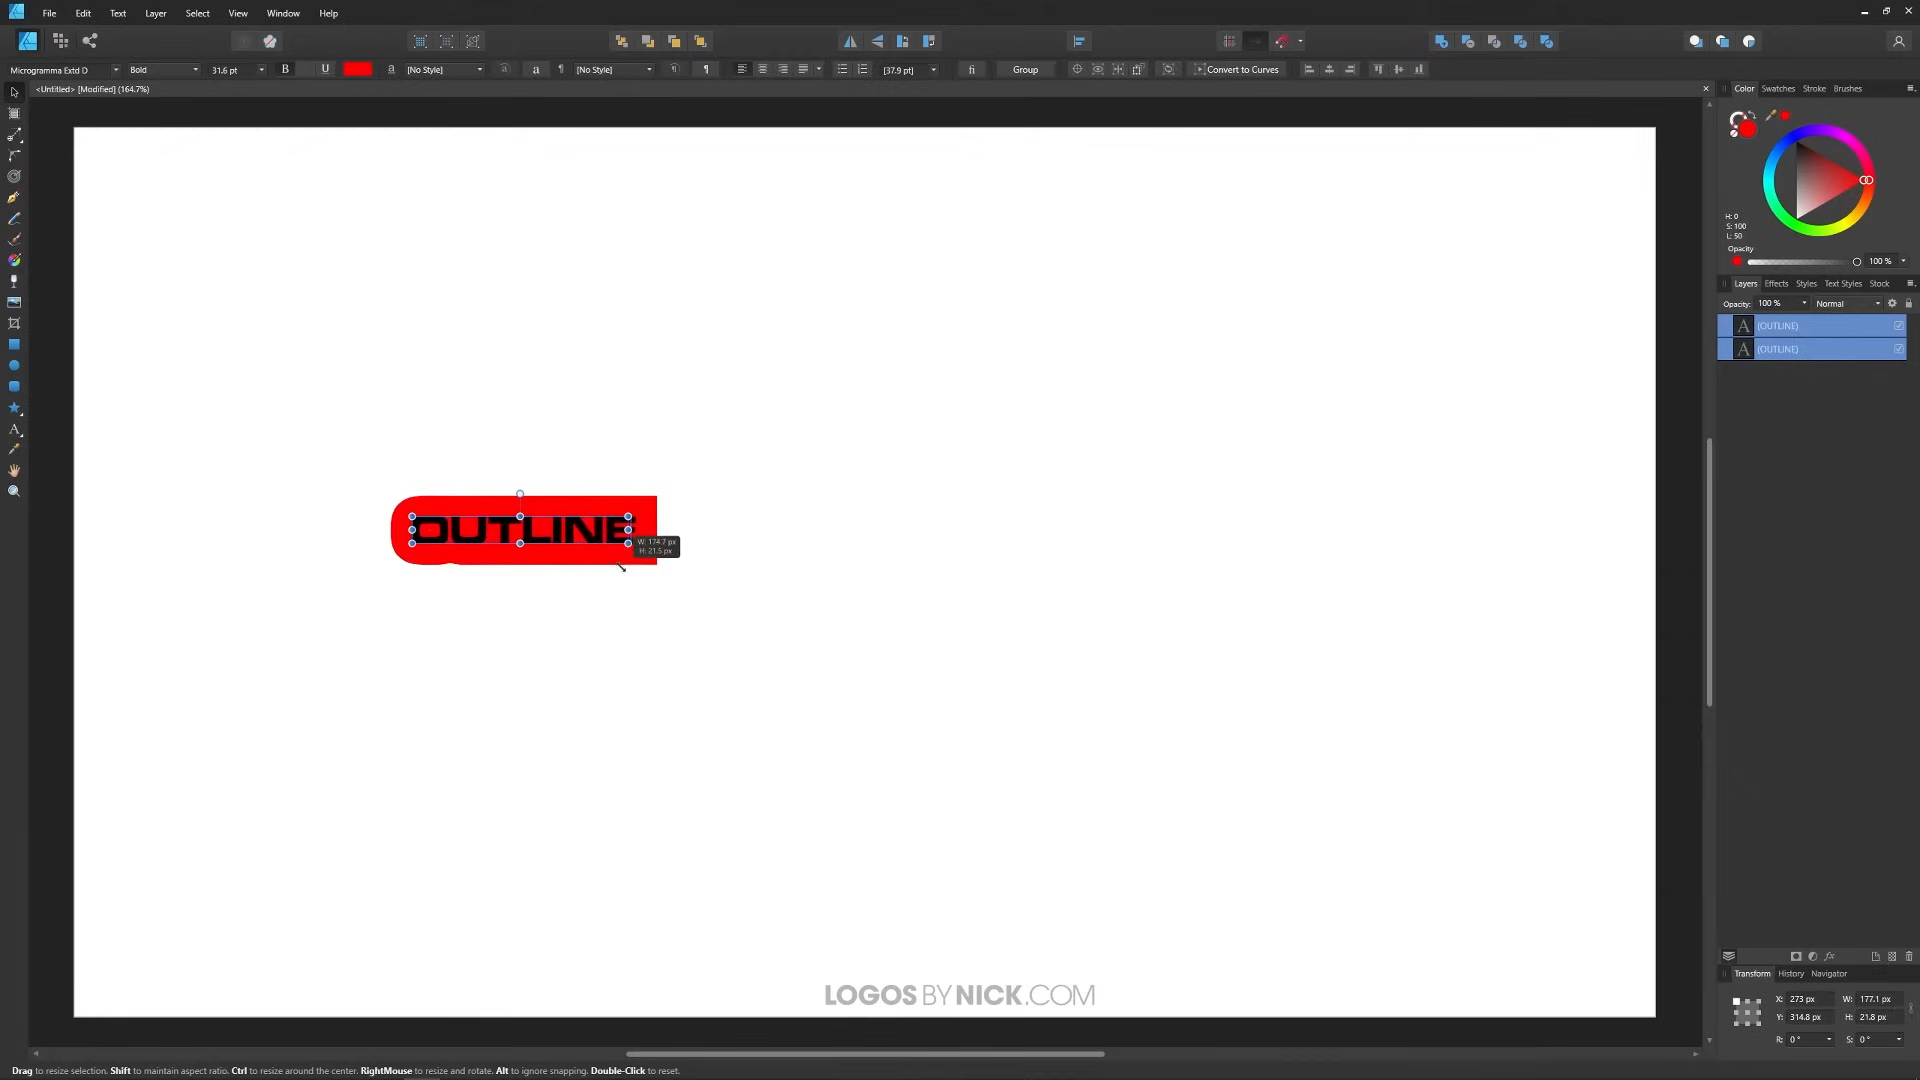 File Edit Text Layer Select View Window Help
Microgramma Extd D Bold 31.6 pt B U a [No Style] a a ¶ [No Style] ¶ ¶ [37.9 pt] fi Group Convert to Curves
<Untitled> [Modified] (164.7%)
Color Swatches Stroke Brushes
H: 0
S: 100
L: 50
Opacity
100 %
Layers Effects Styles Text Styles Stock
Opacity: 100 % Normal
A (OUTLINE)
A (OUTLINE)
A
OUTLINE
W: 174.7 px
H: 21.5 px
LOGOS BY NICK.COM
fx
Transform History Navigator
X: 273 px W: 177.1 px
Y: 314.8 px H: 21.8 px
R: 0 ° S: 0 °
Drag to resize selection. Shift to maintain aspect ratio. Ctrl to resize around the center. RightMouse to resize and rotate. Alt to ignore snapping. Double-Click to reset.